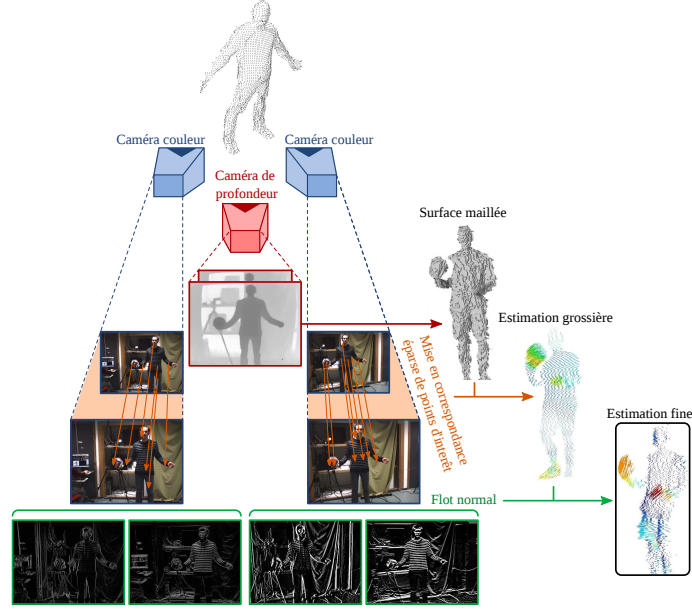 Caméra couleur
Caméra couleur
Caméra de
profondeur
Surface maillée
Estimation grossière
Mise en correspondance
éparse de points d'interêt
Estimation fine
Flot normal